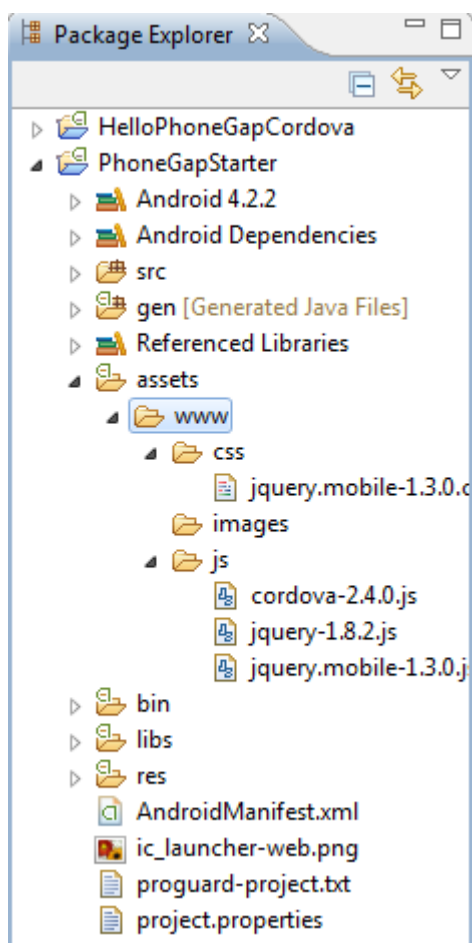 Package Explorer
HelloPhoneGapCordova
PhoneGapStarter
Android 4.2.2
Android Dependencies
src
gen [Generated Java Files]
Referenced Libraries
assets
www
css
jquery.mobile-1.3.0.c
images
js
cordova-2.4.0.js
jquery-1.8.2.js
jquery.mobile-1.3.0.j
bin
libs
res
AndroidManifest.xml
ic_launcher-web.png
proguard-project.txt
project.properties